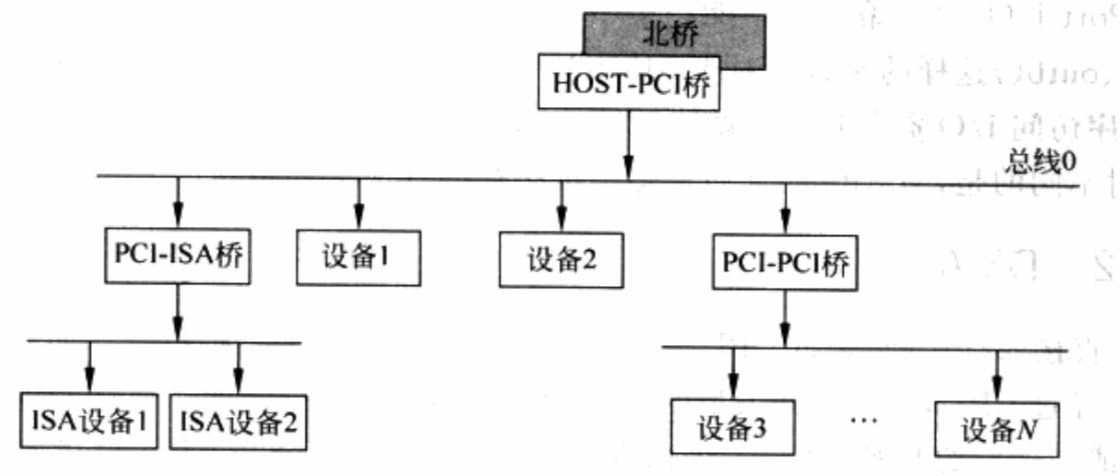 北桥
HOST-PCI桥
总线0
PCI-ISA桥
设备1
设备2
PCI-PCI桥
ISA设备1
ISA设备2
设备3
…
设备N